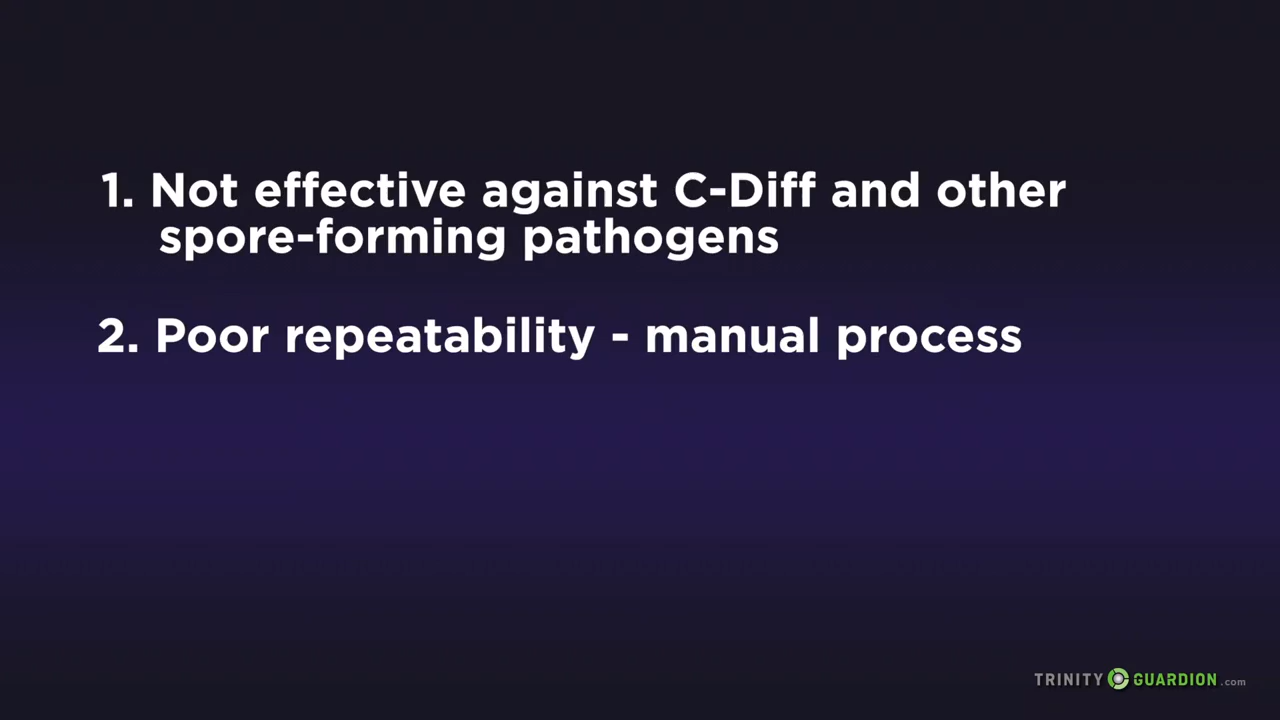 1. Not effective against C-Diff and other
spore-forming pathogens
2. Poor repeatability - manual process
TRINITY GUARDION.com